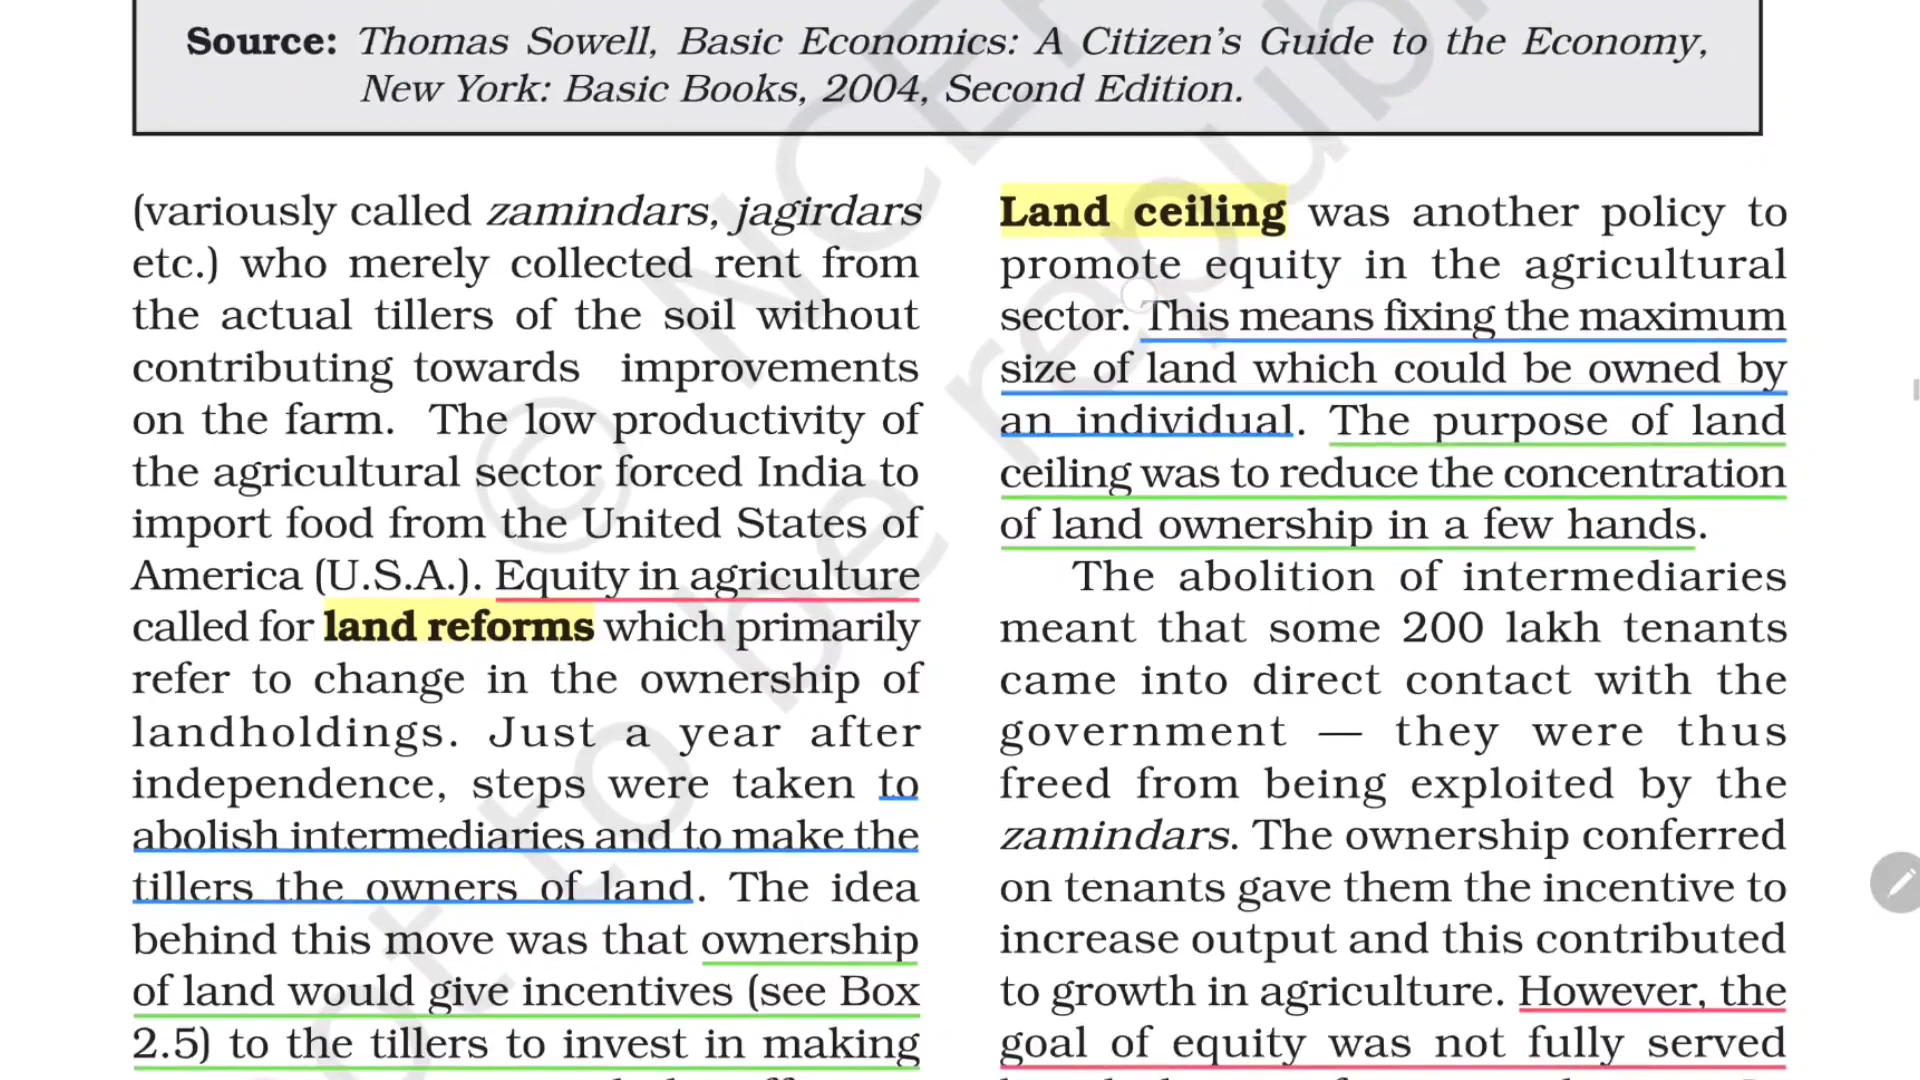 Source: Thomas Sowell, Basic Economics: A Citizen's Guide to the Economy,
New York: Basic Books, 2004, Second Edition.
(variously called zamindars, jagirdars
etc.) who merely collected rent from
the actual tillers of the soil without
contributing towards improvements
on the farm. The low productivity of
the agricultural sector forced India to
import food from the United States of
America (U.S.A.). Equity in agriculture
called for land reforms which primarily
refer to change in the ownership of
landholdings. Just a year after
independence, steps were taken to
abolish intermediaries and to make the
tillers the owners of land. The idea
behind this move was that ownership
of land would give incentives (see Box
2.5) to the tillers to invest in making
Land ceiling was another policy to
promote equity in the agricultural
sector. This means fixing the maximum
size of land which could be owned by
an individual. The purpose of land
ceiling was to reduce the concentration
of land ownership in a few hands.
The abolition of intermediaries
meant that some 200 lakh tenants
came into direct contact with the
government — they were thus
freed from being exploited by the
zamindars. The ownership conferred
on tenants gave them the incentive to
increase output and this contributed
to growth in agriculture. However, the
goal of equity was not fully served